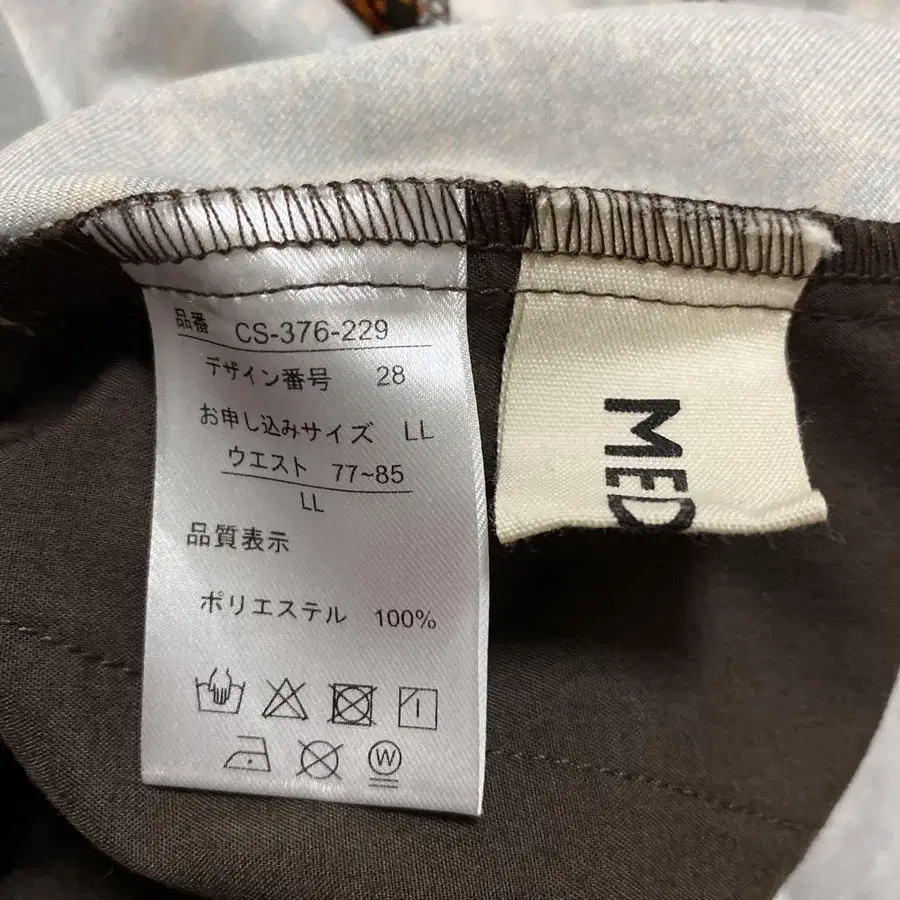 品番 CS-376-229
デザイン番号 28
お申し込みサイズ LL
ウエスト 77~85
LL
品質表示
ポリエステル 100%
W
MED